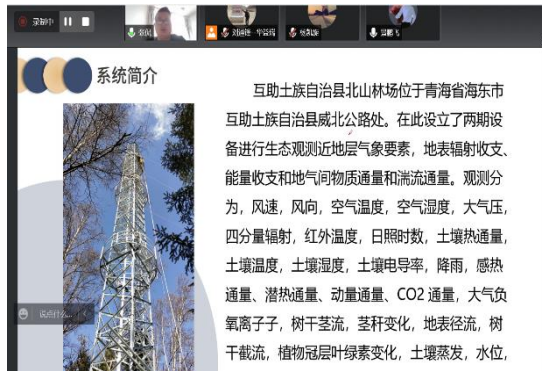 录制中
系统简介
互助土族自治县北山林场位于青海省海东市
互助土族自治县威北公路处。在此设立了两期设
备进行生态观测近地层气象要素，地表辐射收支、
能量收支和地气间物质通量和湍流通量。观测分
为，风速，风向，空气温度，空气湿度，大气压，
四分量辐射，红外温度，日照时数，土壤热通量，
土壤温度，土壤湿度，土壤电导率，降雨，感热
通量、潜热通量、动量通量、CO2 通量，大气负
氧离子子，树干茎流，茎秆变化，地表径流，树
干截流，植物冠层叶绿素变化，土壤蒸发，水位，
说点什么...